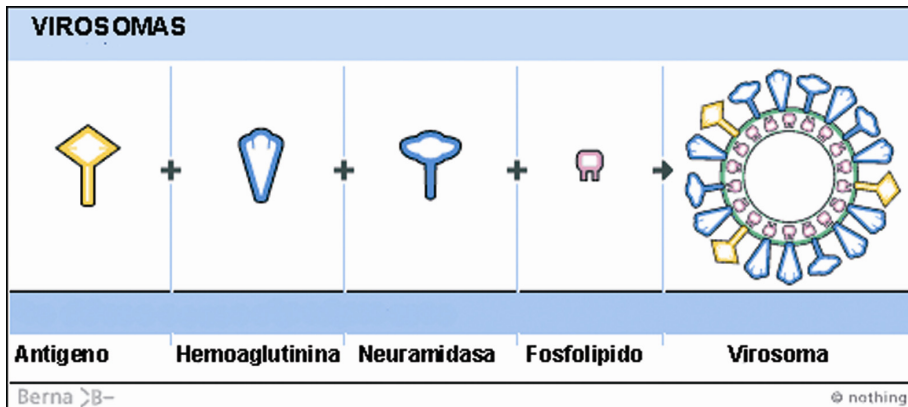 VIROSOMAS
Antigeno Hemoaglutinina Neuramidasa Fosfolipido Virosoma
Berna >B–
© nothing